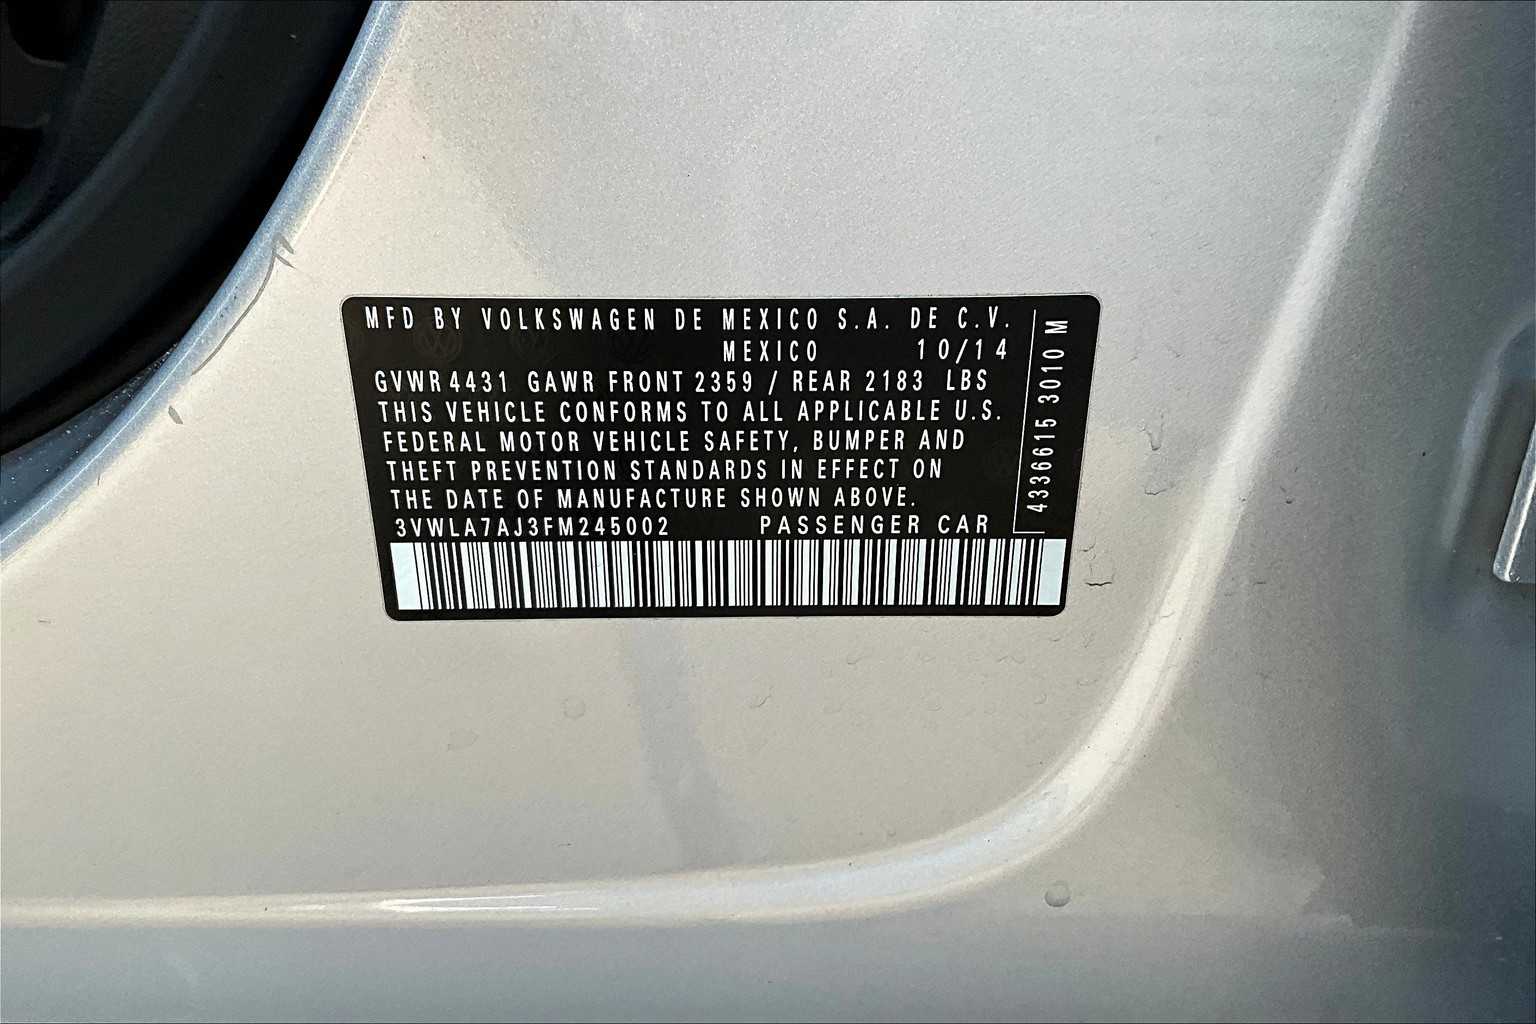 MFD BY VOLKSWAGEN DE MEXICO S.A. DE C.V.
MEXICO 10/14
GVWR 4431 GAWR FRONT 2359 / REAR 2183 LBS
THIS VEHICLE CONFORMS TO ALL APPLICABLE U.S.
FEDERAL MOTOR VEHICLE SAFETY, BUMPER AND
THEFT PREVENTION STANDARDS IN EFFECT ON
THE DATE OF MANUFACTURE SHOWN ABOVE.
3VWLA7AJ3FM245002 PASSENGER CAR
4336615 3010 M